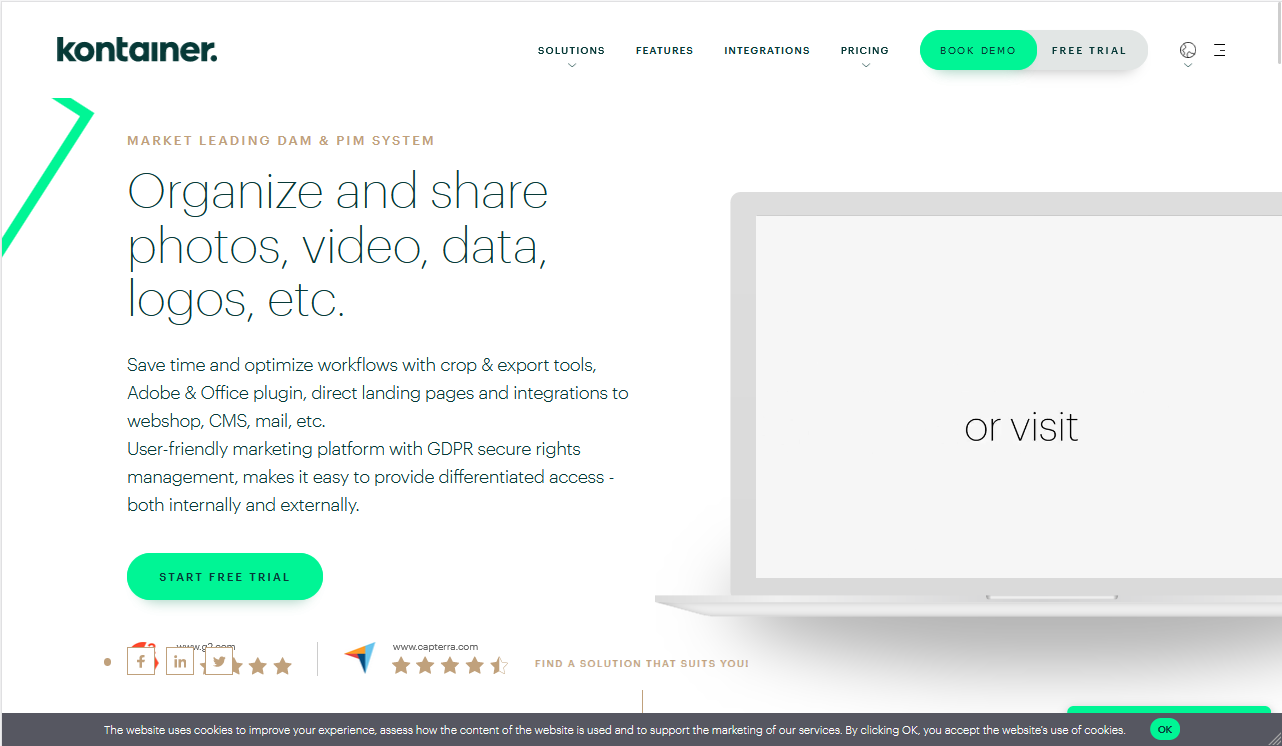 kontainer.
SOLUTIONS
FEATURES
INTEGRATIONS
PRICING
BOOK DEMO
FREE TRIAL
MARKET LEADING DAM & PIM SYSTEM
Organize and share
photos, video, data,
logos, etc.
Save time and optimize workflows with crop & export tools,
Adobe & Office plugin, direct landing pages and integrations to
webshop, CMS, mail, etc.
User-friendly marketing platform with GDPR secure rights
management, makes it easy to provide differentiated access -
both internally and externally.
or visit
START FREE TRIAL
www.g2.com
www.capterra.com
FIND A SOLUTION THAT SUITS YOU!
The website uses cookies to improve your experience, assess how the content of the website is used and to support the marketing of our services. By clicking OK, you accept the website's use of cookies.
OK